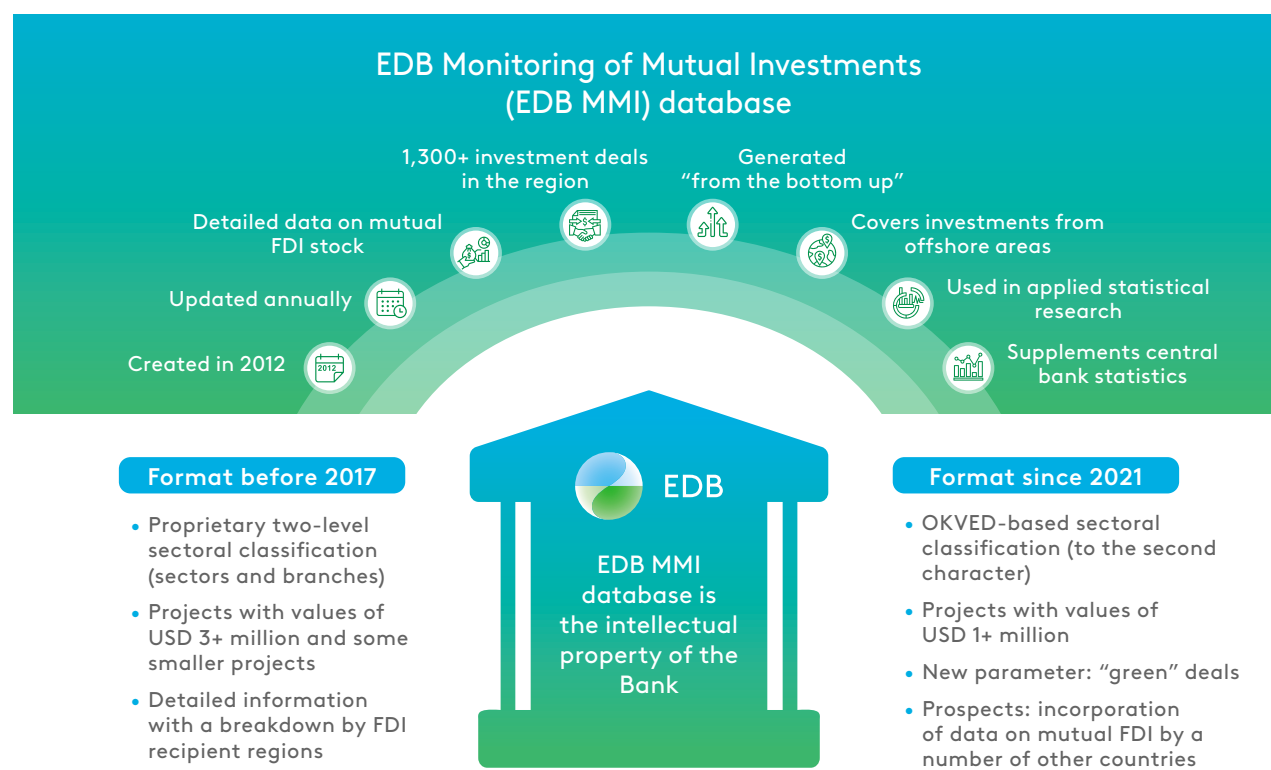 EDB Monitoring of Mutual Investments
(EDB MMI) database
1,300+ investment deals
in the region
Generated
“from the bottom up”
Detailed data on mutual
FDI stock
Covers investments from
offshore areas
Updated annually
Used in applied statistical
research
Created in 2012
2012
Supplements central
bank statistics
Format before 2017
• Proprietary two-level
sectoral classification
(sectors and branches)
• Projects with values of
USD 3+ million and some
smaller projects
• Detailed information
with a breakdown by FDI
recipient regions
EDB
EDB MMI
database is
the intellectual
property of the
Bank
Format since 2021
• OKVED-based sectoral
classification (to the second
character)
• Projects with values of
USD 1+ million
• New parameter: “green” deals
• Prospects: incorporation
of data on mutual FDI by a
number of other countries